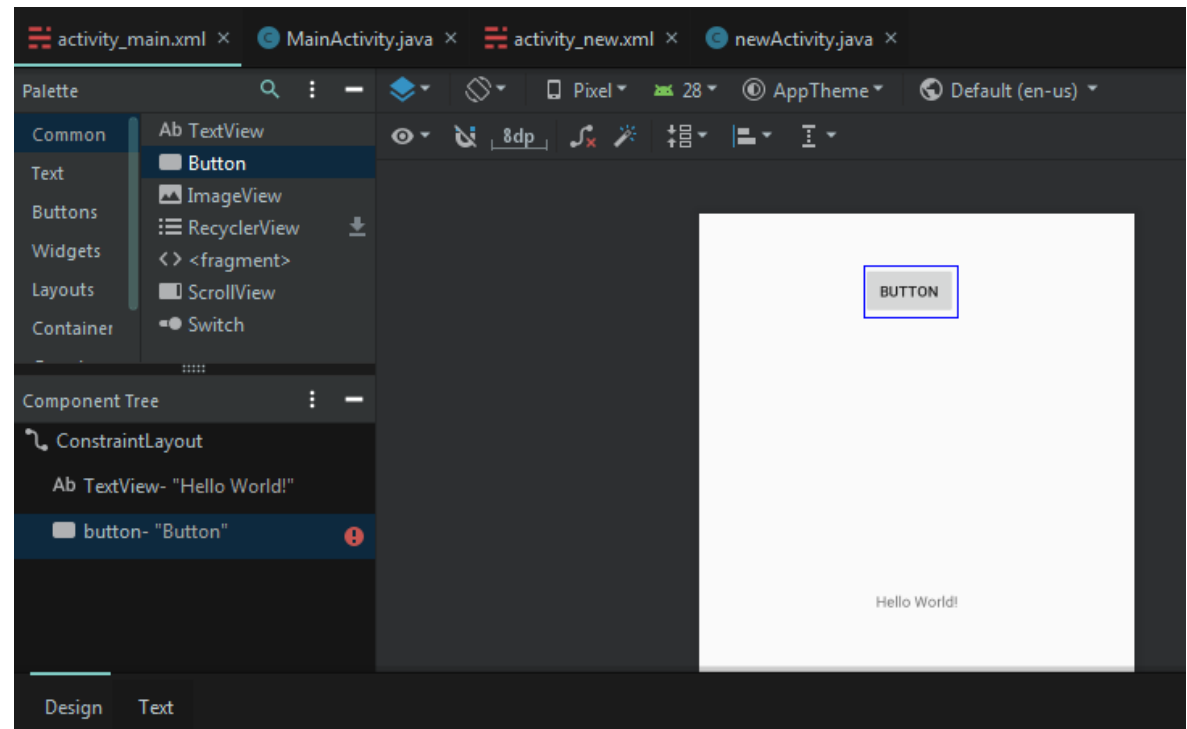 activity_main.xml × MainActivity.java × activity_new.xml × newActivity.java ×
Palette
Pixel 28 AppTheme Default (en-us)
Common
Text
Buttons
Widgets
Layouts
Container
Ab TextView
Button
ImageView
RecyclerView
<> <fragment>
ScrollView
Switch
8dp
BUTTON
Hello World!
Component Tree
ConstraintLayout
Ab TextView- "Hello World!"
button- "Button"
Design Text